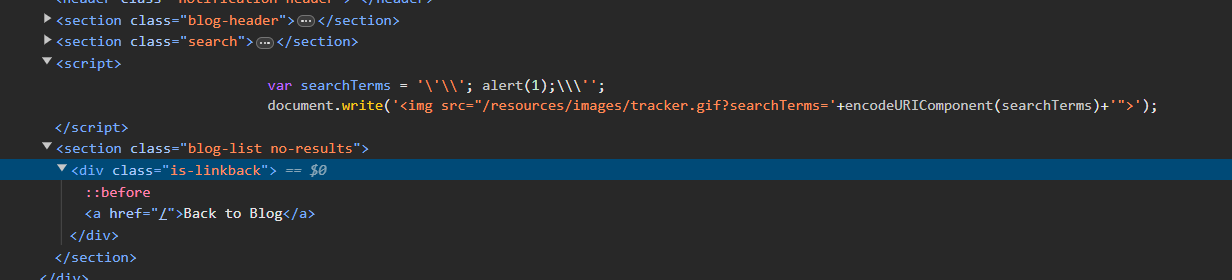 <header class="notification-header"></header>
<section class="blog-header">…</section>
<section class="search">…</section>
<script>
var searchTerms = '\'\\'; alert(1);\\\'';
document.write('<img src="/resources/images/tracker.gif?searchTerms='+encodeURIComponent(searchTerms)+'">');
</script>
<section class="blog-list no-results">
<div class="is-linkback"> == $0
::before
<a href="/">Back to Blog</a>
</div>
</section>
</div>